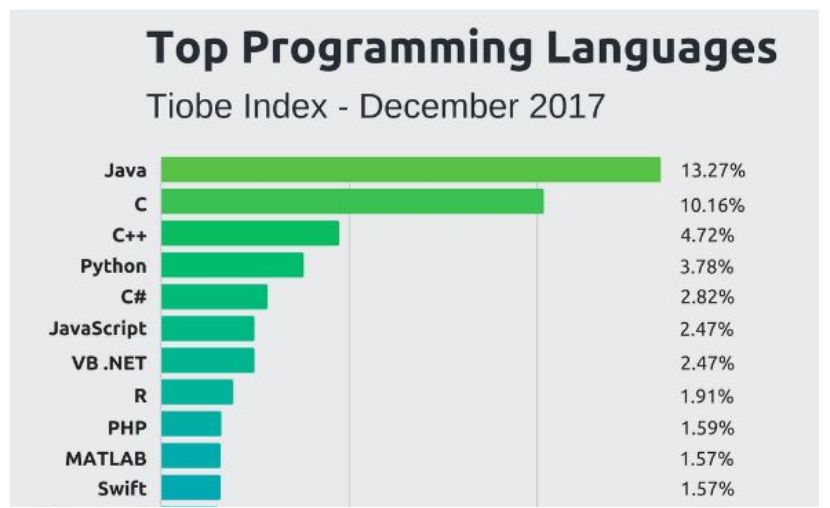 Top Programming Languages
Tiobe Index - December 2017
Java 13.27%
C 10.16%
C++ 4.72%
Python 3.78%
C# 2.82%
JavaScript 2.47%
VB .NET 2.47%
R 1.91%
PHP 1.59%
MATLAB 1.57%
Swift 1.57%